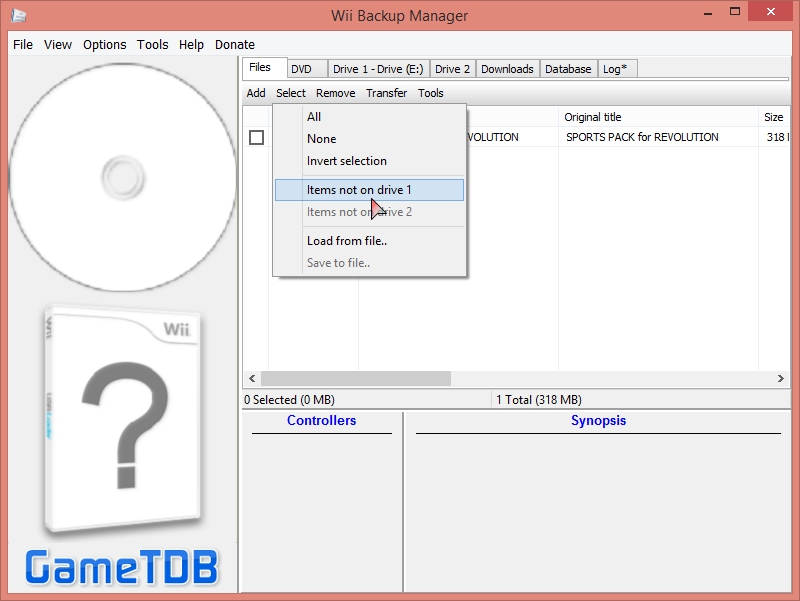 Wii Backup Manager
File View Options Tools Help Donate
Files DVD Drive 1 - Drive (E:) Drive 2 Downloads Database Log*
Add Select Remove Transfer Tools
Original title Size
VOLUTION SPORTS PACK for REVOLUTION 318
All
None
Invert selection
Items not on drive 1
Items not on drive 2
Load from file..
Save to file..
0 Selected (0 MB) 1 Total (318 MB)
Controllers Synopsis
Wii
?
GameTDB